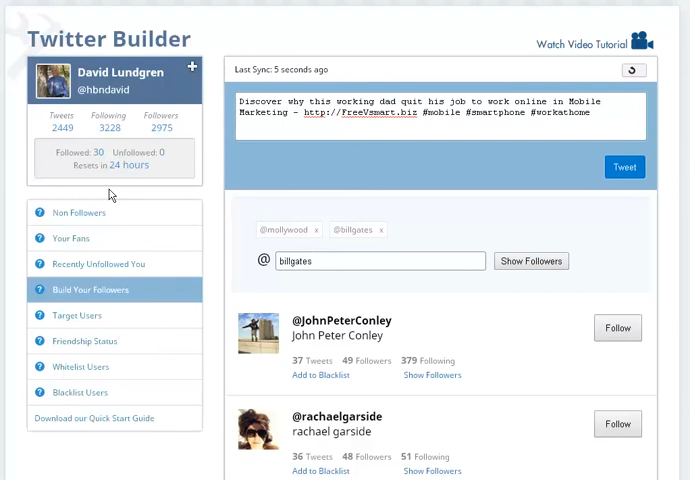 Twitter Builder
Watch Video Tutorial
David Lundgren
@hbndavid
Tweets Following Followers
2449 3228 2975
Followed: 30 Unfollowed: 0
Resets in 24 hours
Non Followers
Your Fans
Recently Unfollowed You
Build Your Followers
Target Users
Friendship Status
Whitelist Users
Blacklist Users
Download our Quick Start Guide
Last Sync: 5 seconds ago
Discover why this working dad quit his job to work online in Mobile
Marketing - http://FreeVsmart.biz #mobile #smartphone #workathome
Tweet
@mollywood x @billgates x
@ billgates Show Followers
@JohnPeterConley
John Peter Conley
Follow
37 Tweets 49 Followers 379 Following
Add to Blacklist Show Followers
@rachaelgarside
rachael garside
Follow
36 Tweets 48 Followers 51 Following
Add to Blacklist Show Followers